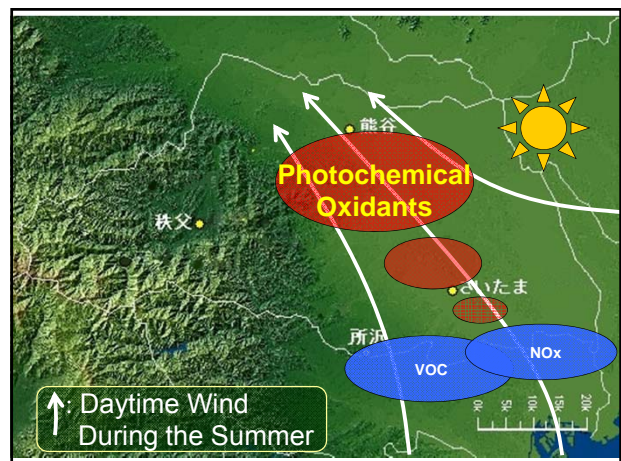 熊谷
Photochemical
Oxidants
秩父
さいたま
所沢
VOC
NOx
: Daytime Wind
During the Summer
0K 5K 10K 15K 20K